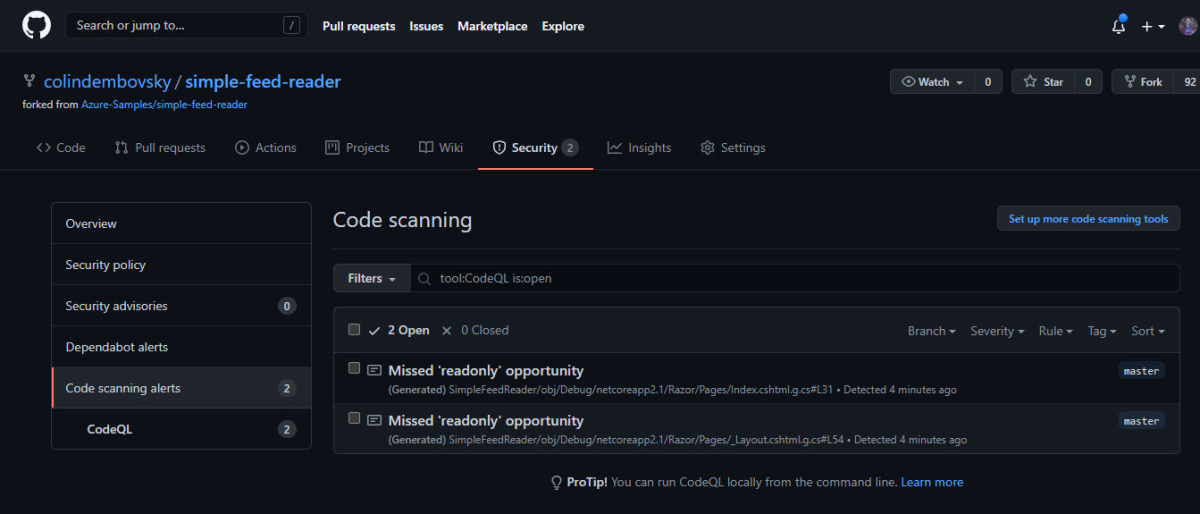 Search or jump to... / Pull requests Issues Marketplace Explore
colindembovsky / simple-feed-reader Watch 0 Star 0 Fork 92
forked from Azure-Samples/simple-feed-reader
Code Pull requests Actions Projects Wiki Security 2 Insights Settings
Overview
Security policy
Security advisories 0
Dependabot alerts
Code scanning alerts 2
CodeQL 2
Code scanning Set up more code scanning tools
Filters tool:CodeQL is:open
2 Open 0 Closed Branch Severity Rule Tag Sort
Missed 'readonly' opportunity master
(Generated) SimpleFeedReader/obj/Debug/netcoreapp2.1/Razor/Pages/Index.cshtml.g.cs#L31 • Detected 4 minutes ago
Missed 'readonly' opportunity master
(Generated) SimpleFeedReader/obj/Debug/netcoreapp2.1/Razor/Pages/_Layout.cshtml.g.cs#L54 • Detected 4 minutes ago
ProTip! You can run CodeQL locally from the command line. Learn more